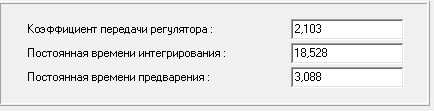 Коэффициент передачи регулятора : 2,103
Постоянная времени интегрирования : 18,528
Постоянная времени предварения : 3,088